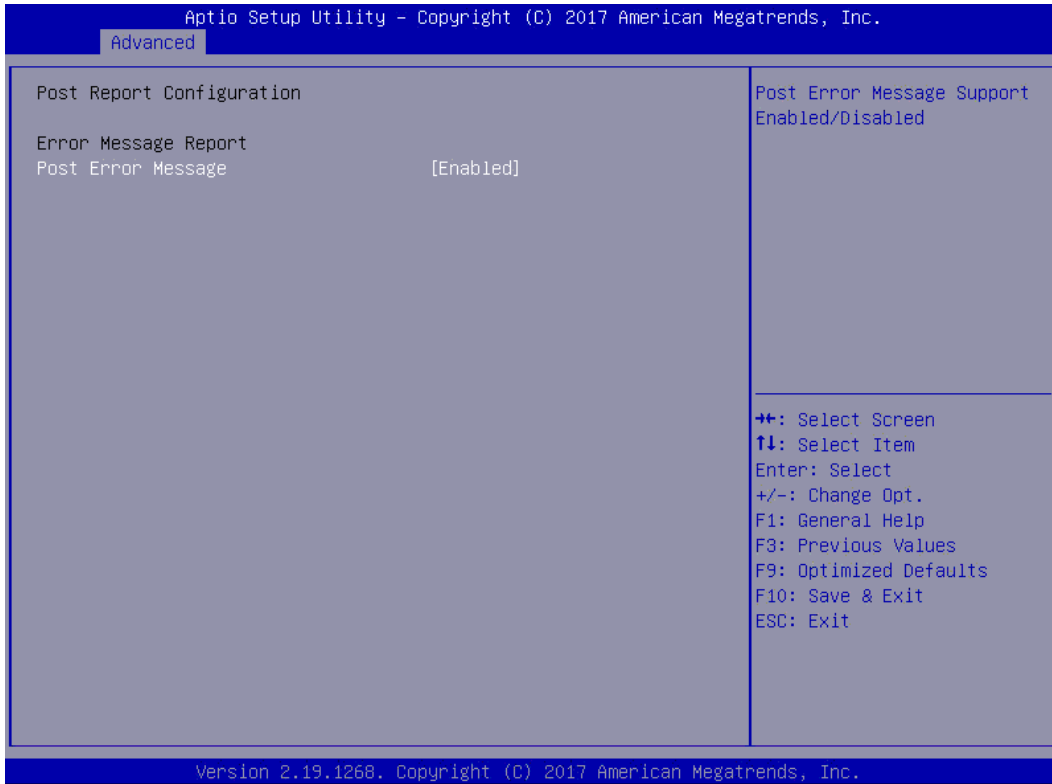 Aptio Setup Utility – Copyright (C) 2017 American Megatrends, Inc.
Advanced
Post Report Configuration
Error Message Report
Post Error Message [Enabled]
Post Error Message Support
Enabled/Disabled
→←: Select Screen
↑↓: Select Item
Enter: Select
+/-: Change Opt.
F1: General Help
F3: Previous Values
F9: Optimized Defaults
F10: Save & Exit
ESC: Exit
Version 2.19.1268. Copyright (C) 2017 American Megatrends, Inc.